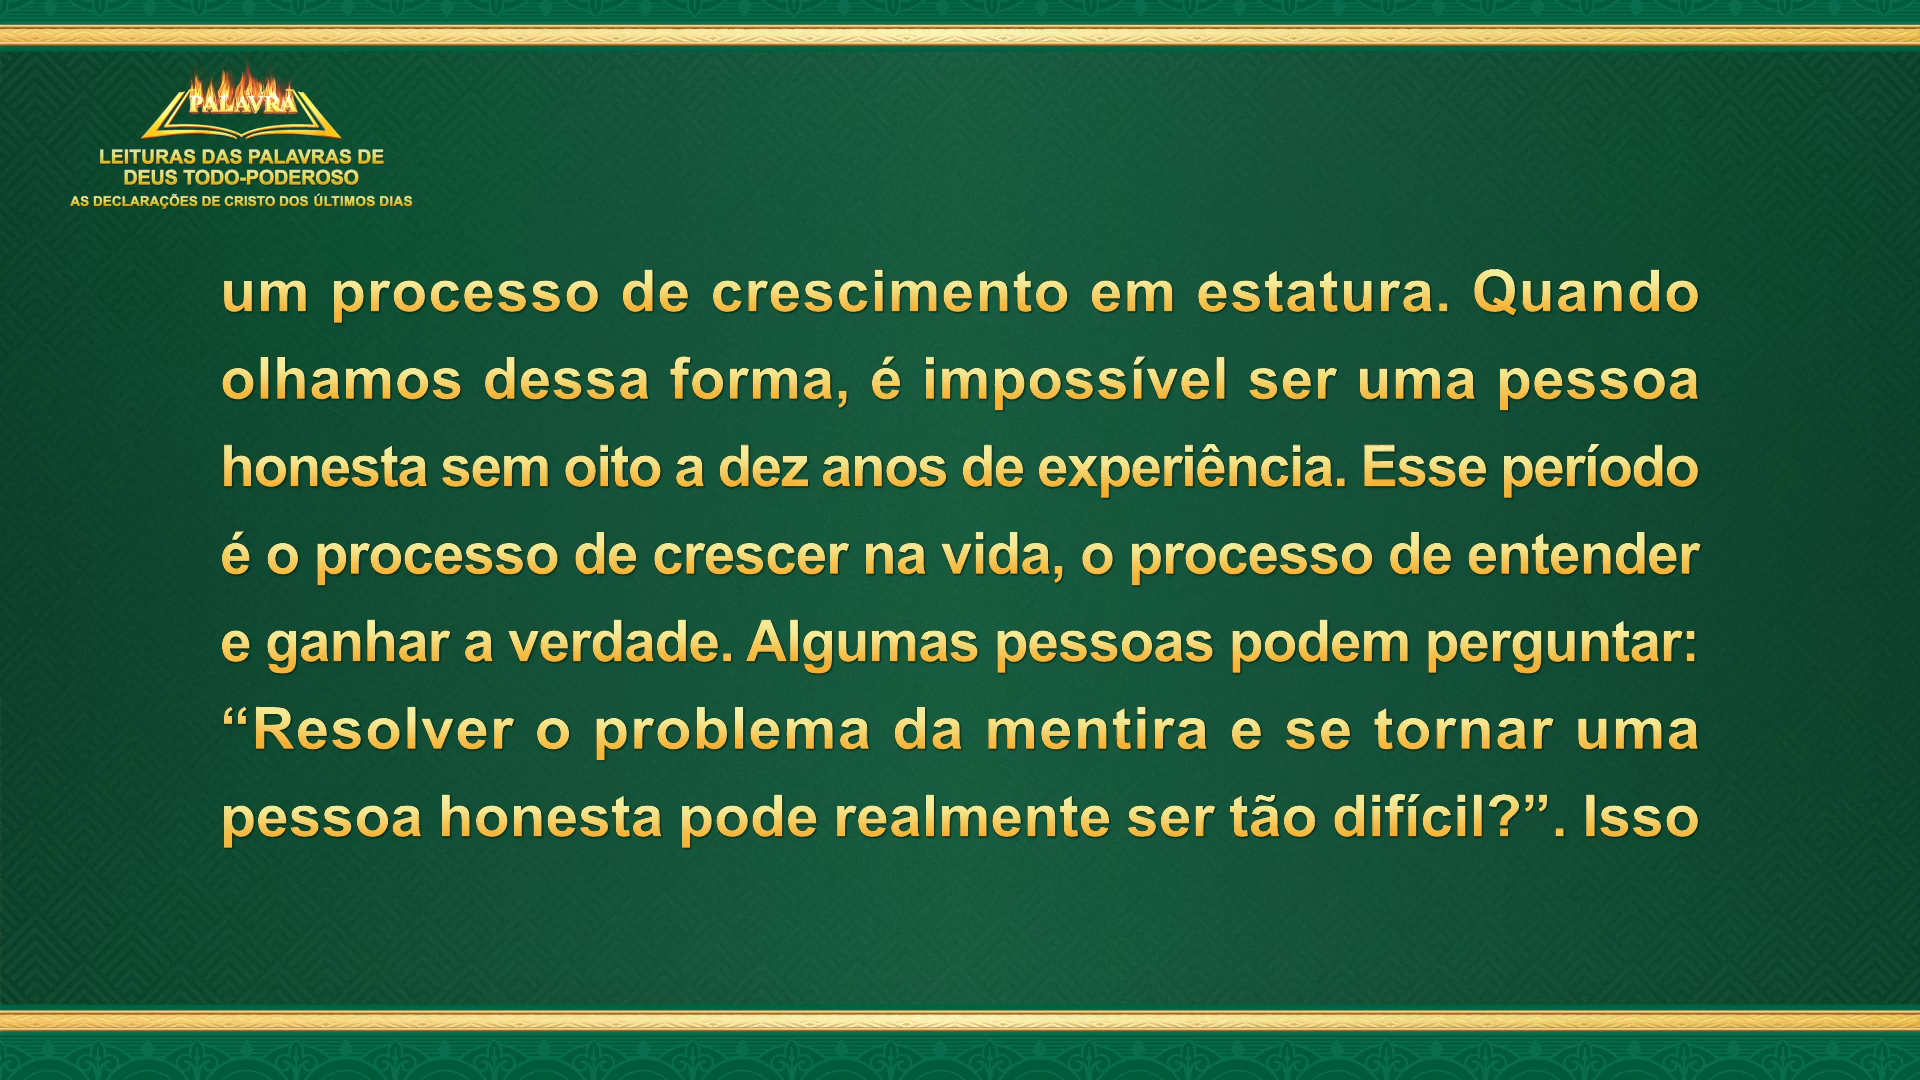 PALAVRA
LEITURAS DAS PALAVRAS DE
DEUS TODO-PODEROSO
AS DECLARAÇÕES DE CRISTO DOS ÚLTIMOS DIAS
um processo de crescimento em estatura. Quando
olhamos dessa forma, é impossível ser uma pessoa
honesta sem oito a dez anos de experiência. Esse período
é o processo de crescer na vida, o processo de entender
e ganhar a verdade. Algumas pessoas podem perguntar:
“Resolver o problema da mentira e se tornar uma
pessoa honesta pode realmente ser tão difícil?”. Isso